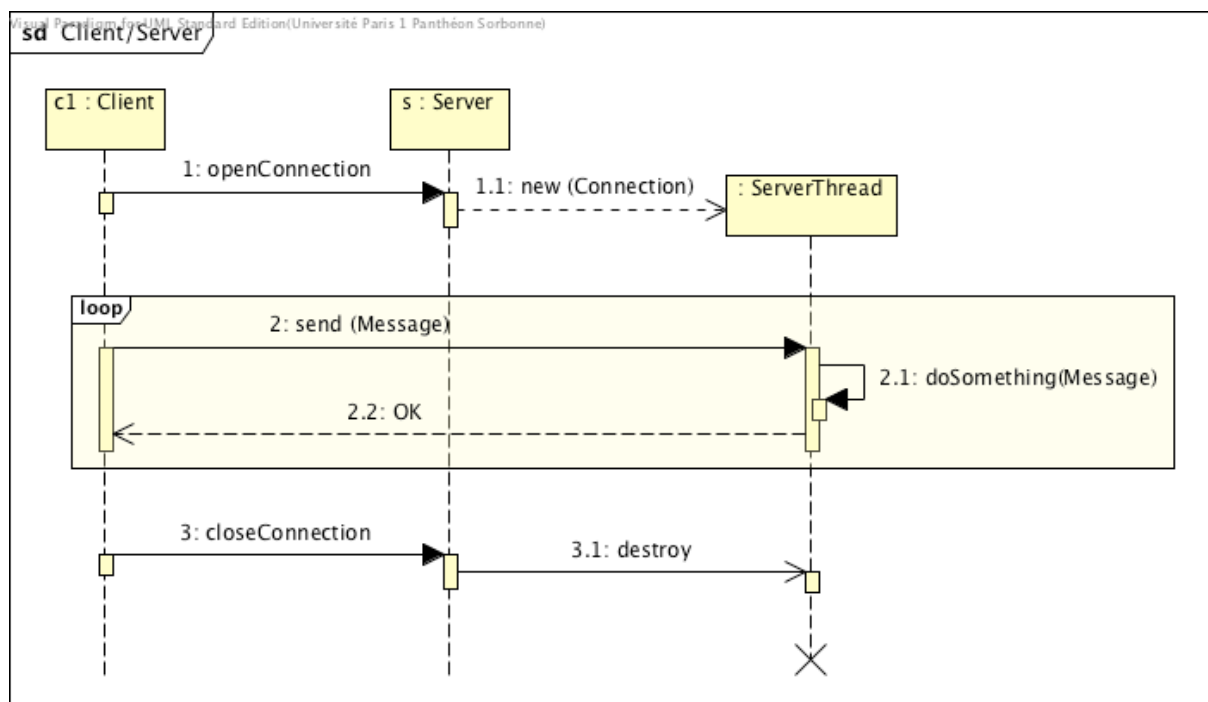 Visual Paradigm for UML Standard Edition(Université Paris 1 Panthéon Sorbonne)
sd Client/Server
c1 : Client
s : Server
1: openConnection
1.1: new (Connection)
: ServerThread
loop
2: send (Message)
2.1: doSomething(Message)
2.2: OK
3: closeConnection
3.1: destroy